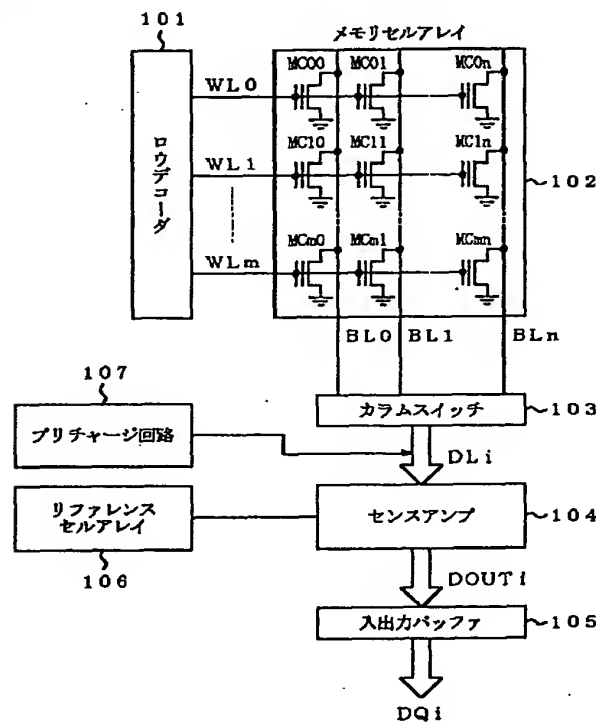 101
ロウデコーダ
メモリセルアレイ
MC00 MC01 MC0n
WL0
MC10 MC11 MC1n
WL1
102
MCm0 MCm1 MCmn
WLm
BL0 BL1 BLn
107
カラムスイッチ
103
プリチャージ回路
DLi
リファレンス
セルアレイ
センスアンプ
104
106
DOUTi
入出力バッファ
105
DQi